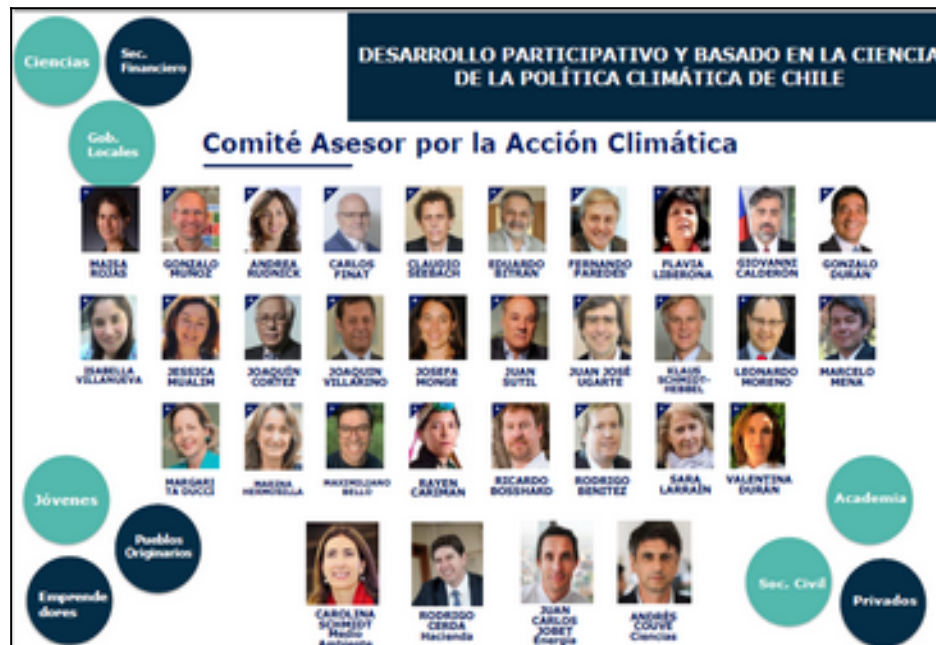 Ciencias
Sec.
Financiero
Gob.
Locales
DESARROLLO PARTICIPATIVO Y BASADO EN LA CIENCIA
DE LA POLÍTICA CLIMÁTICA DE CHILE
Comité Asesor por la Acción Climática
MAISA
ROJAS
GONZALO
MUÑOZ
ANDREA
RUDNICK
CARLOS
FINAT
CLAUDIO
SEEBACH
EDUARDO
BITRAN
FERNANDO
PAREDES
FLAVIA
LIBERONA
GIOVANNI
CALDERÓN
GONZALO
DURÁN
ISABELLA
VILLANUEVA
JESSICA
MUALIM
JOAQUÍN
CORTÉZ
JOAQUIN
VILLARINO
JOSEFA
MONGE
JUAN
SUTIL
JUAN JOSÉ
UGARTE
KLAUS
SCHMIDT-
HEBBEL
LEONARDO
MORENO
MARCELO
MENA
MARGARI
TA DUCCI
MARINA
HERMOSILLA
MAXIMILIANO
BELLO
RAYEN
CARIMAN
RICARDO
BOSSHARD
RODRIGO
BENITEZ
SARA
LARRAÍN
VALENTINA
DURÁN
Jóvenes
Pueblos
Originarios
Emprende
dores
Academia
Soc. Civil
Privados
CAROLINA
SCHMIDT
Medio
Ambiente
RODRIGO
CERDA
Hacienda
JUAN
CARLOS
JOBET
Energía
ANDRÉS
COUVE
Ciencias